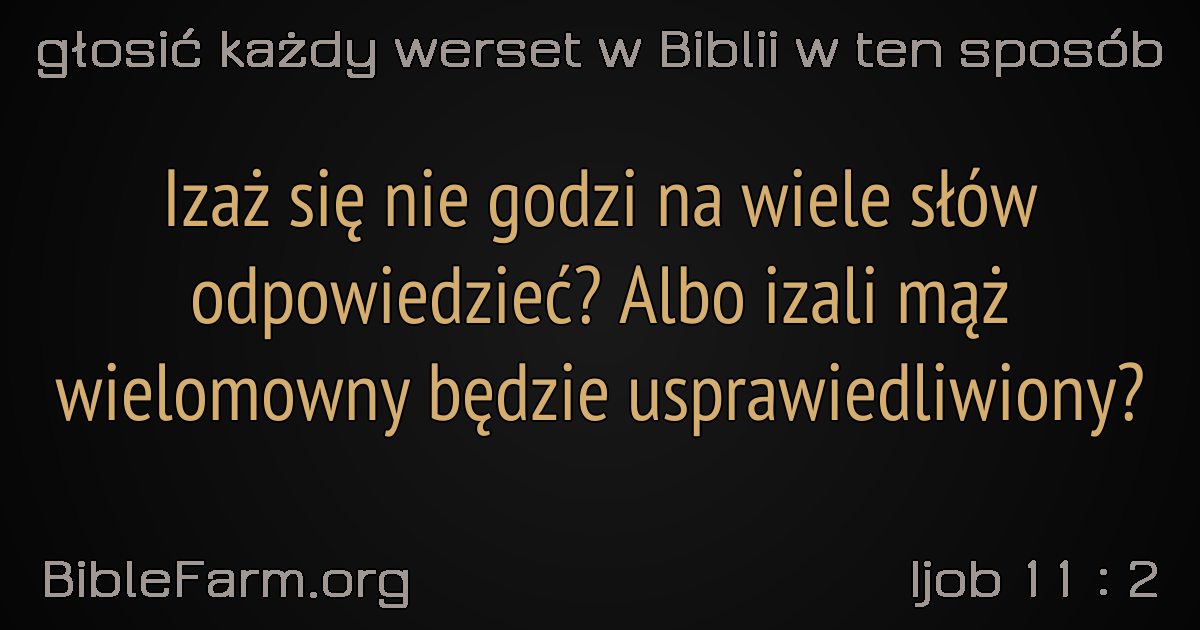 głosić każdy werset w Biblii w ten sposób
Izaż się nie godzi na wiele słów
odpowiedzieć? Albo izali mąż
wielomowny będzie usprawiedliwiony?
BibleFarm.org
Ijob 11 : 2